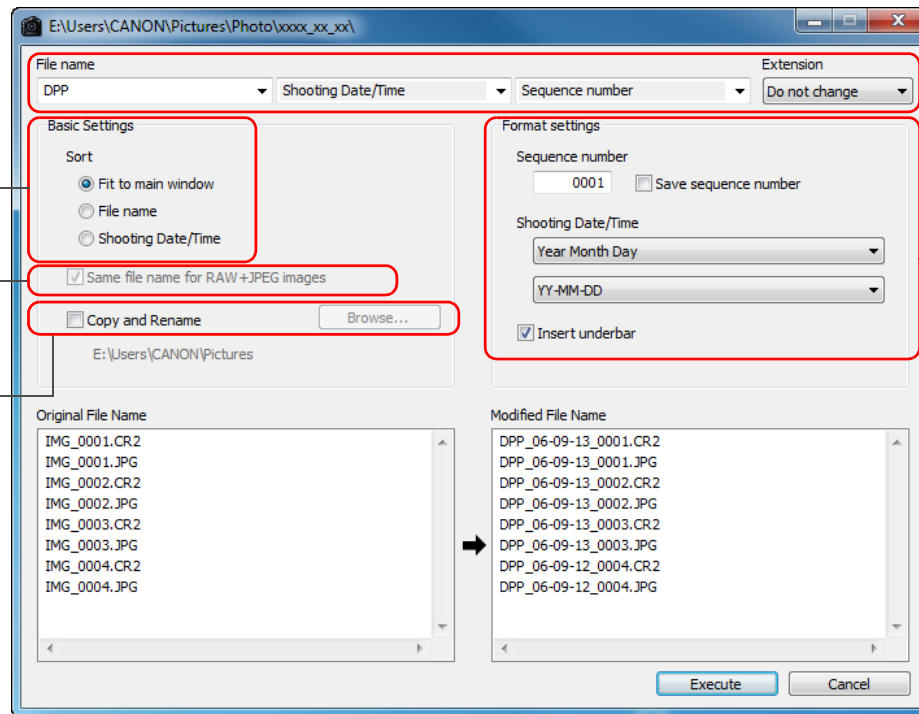 E:\Users\CANON\Pictures\Photo\xxxx_xx_xx\
File name
Extension
DPP
Shooting Date/Time
Sequence number
Do not change
Basic Settings
Sort
Fit to main window
File name
Shooting Date/Time
Same file name for RAW+JPEG images
Copy and Rename
Browse...
E:\Users\CANON\Pictures
Format settings
Sequence number
0001
Save sequence number
Shooting Date/Time
Year Month Day
YY-MM-DD
Insert underbar
Original File Name
IMG_0001.CR2
IMG_0001.JPG
IMG_0002.CR2
IMG_0002.JPG
IMG_0003.CR2
IMG_0003.JPG
IMG_0004.CR2
IMG_0004.JPG
Modified File Name
DPP_06-09-13_0001.CR2
DPP_06-09-13_0001.JPG
DPP_06-09-13_0002.CR2
DPP_06-09-13_0002.JPG
DPP_06-09-13_0003.CR2
DPP_06-09-13_0003.JPG
DPP_06-09-12_0004.CR2
DPP_06-09-12_0004.JPG
Execute
Cancel